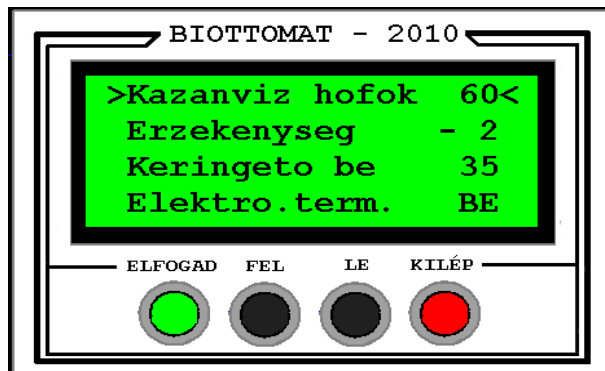 BIOTTOMAT - 2010
>Kazanviz hofok 60<
Erzekenyseg - 2
Keringeto be 35
Elektro.term. BE
ELFOGAD FEL LE KILÉP